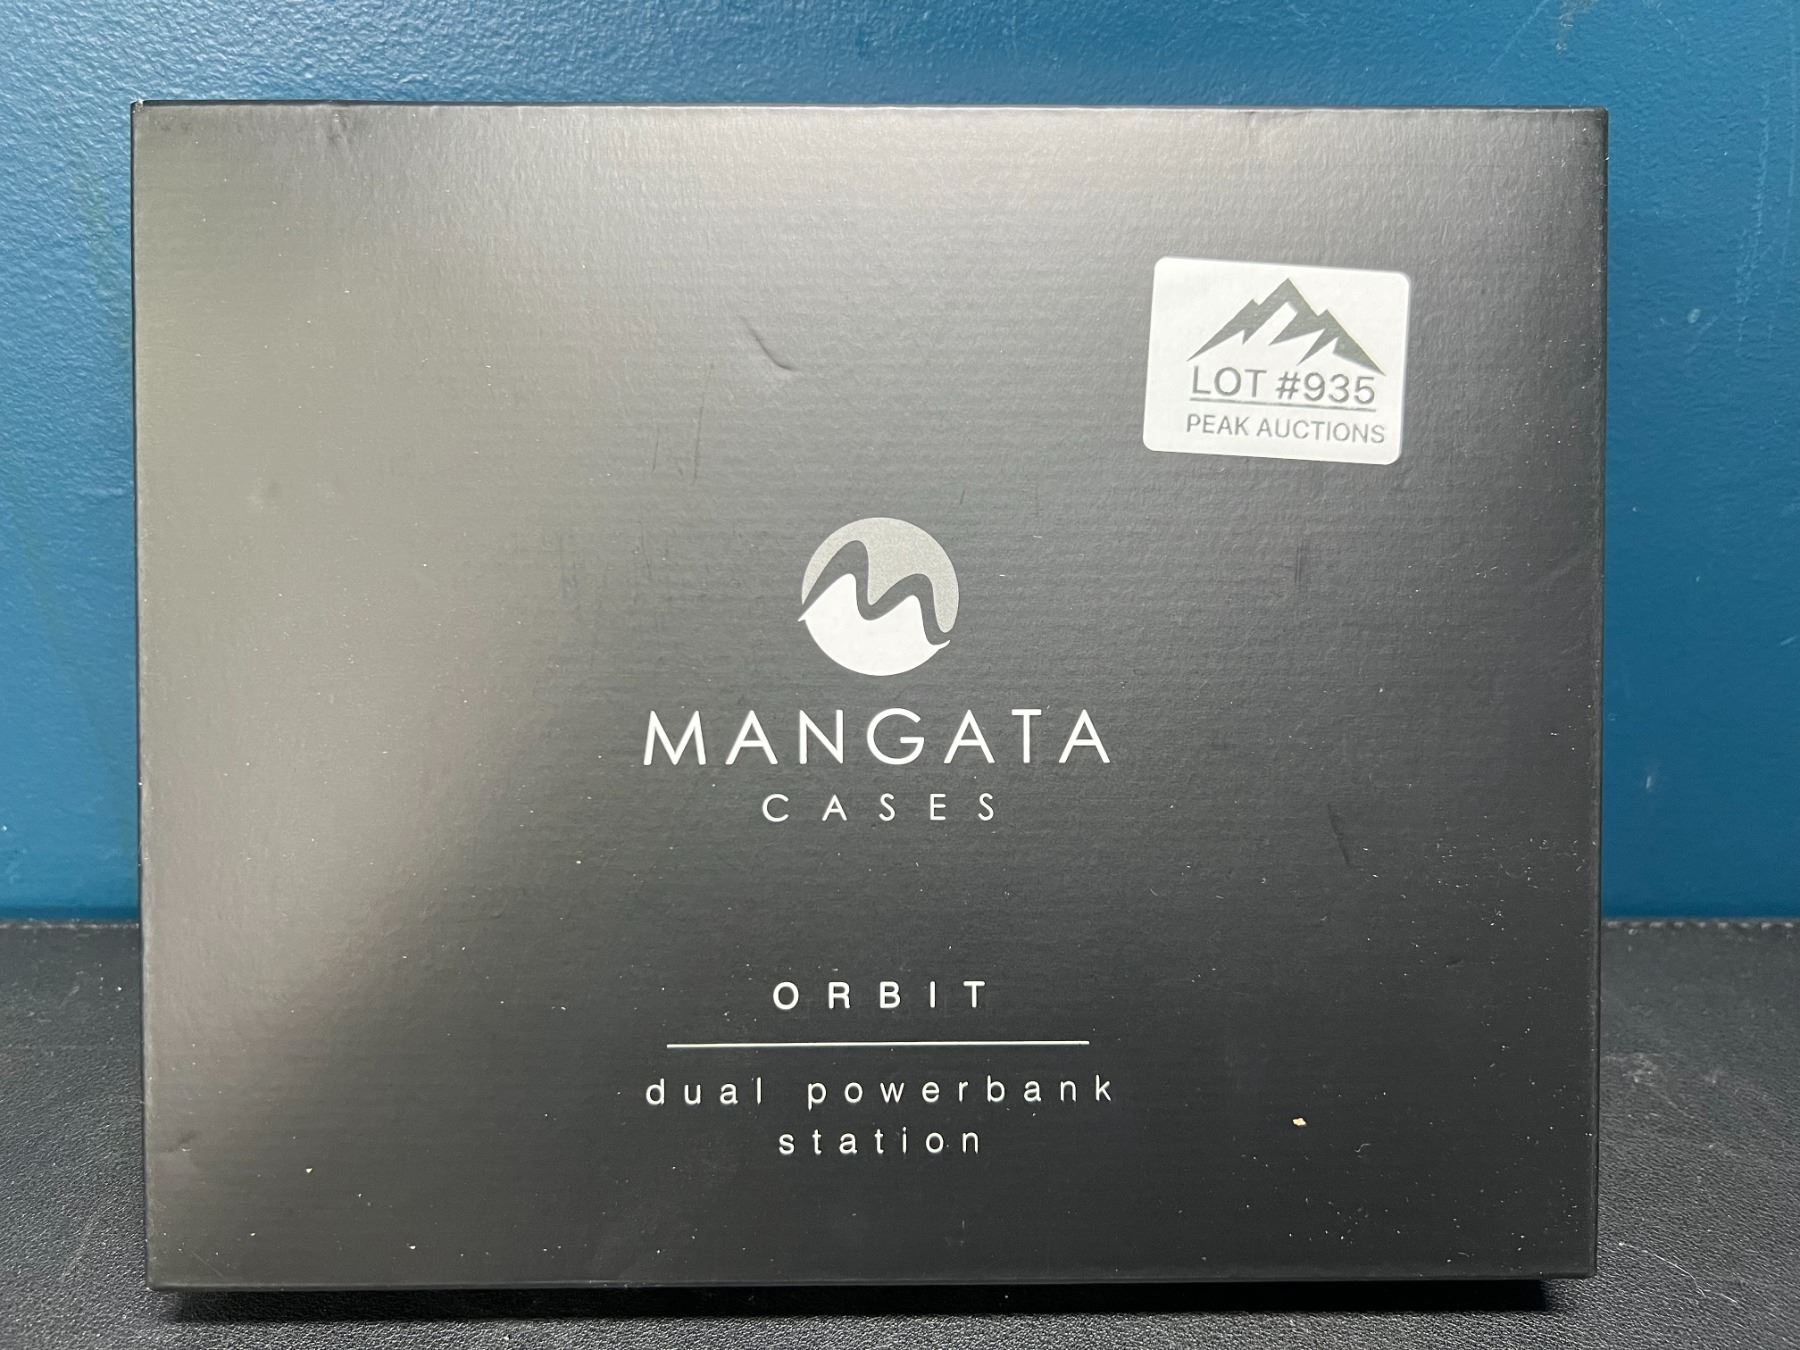 LOT #935
PEAK AUCTIONS
MANGATA
CASES
ORBIT
dual powerbank
station